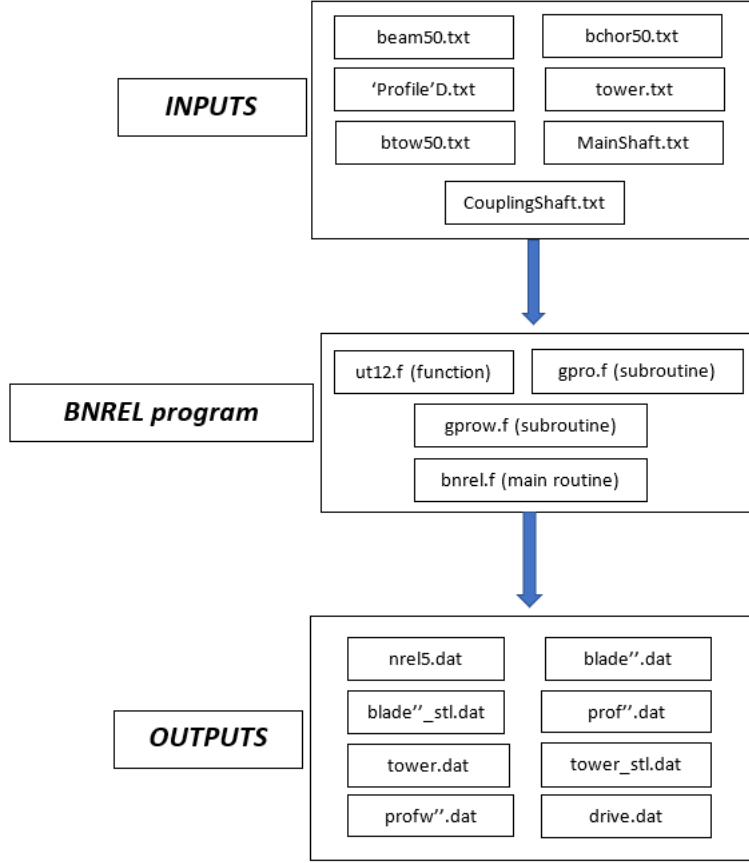 beam50.txt
bchor50.txt
‘Profile’D.txt
tower.txt
INPUTS
btow50.txt
MainShaft.txt
CouplingShaft.txt
ut12.f (function)
gpro.f (subroutine)
BNREL program
gprow.f (subroutine)
bnrel.f (main routine)
nrel5.dat
blade’’.dat
blade’’_stl.dat
prof’’.dat
OUTPUTS
tower.dat
tower_stl.dat
profw’’.dat
drive.dat